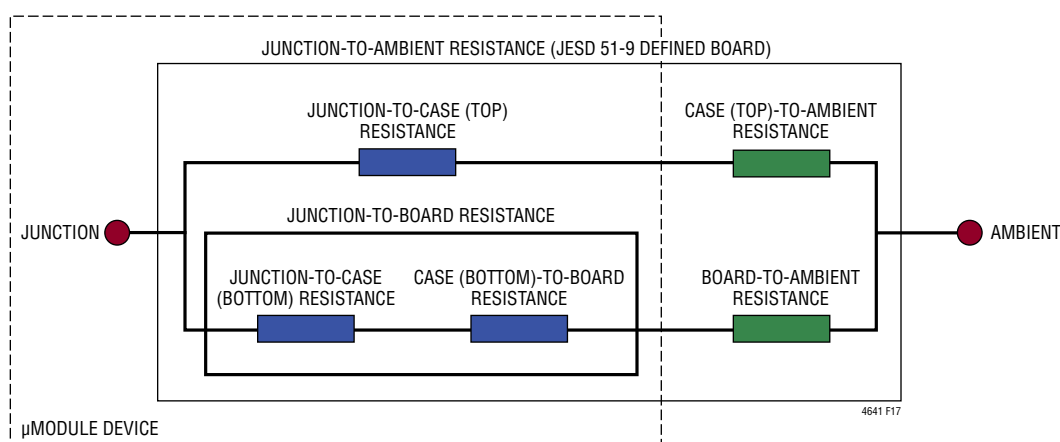 JUNCTION-TO-AMBIENT RESISTANCE (JESD 51-9 DEFINED BOARD)
JUNCTION-TO-CASE (TOP)
RESISTANCE
CASE (TOP)-TO-AMBIENT
RESISTANCE
JUNCTION-TO-BOARD RESISTANCE
JUNCTION
AMBIENT
JUNCTION-TO-CASE
(BOTTOM) RESISTANCE
CASE (BOTTOM)-TO-BOARD
RESISTANCE
BOARD-TO-AMBIENT
RESISTANCE
4641 F17
µMODULE DEVICE